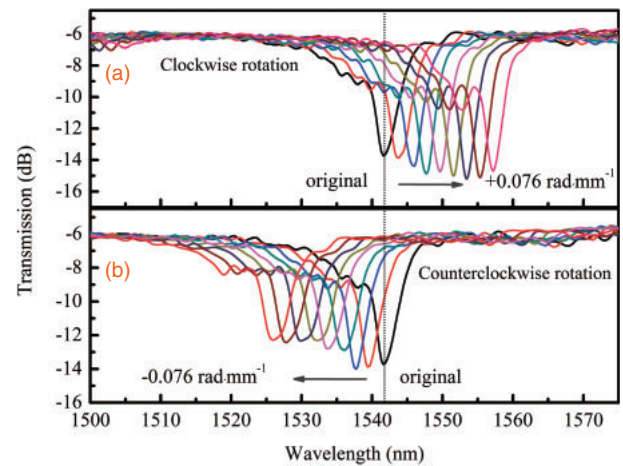 -6
-8
-10
-12
-14
-16
(a)
Clockwise rotation
original
+0.076 rad·mm⁻¹
Transmission (dB)
-6
-8
-10
-12
-14
-16
(b)
Counterclockwise rotation
-0.076 rad·mm⁻¹
original
1500 1510 1520 1530 1540 1550 1560 1570
Wavelength (nm)